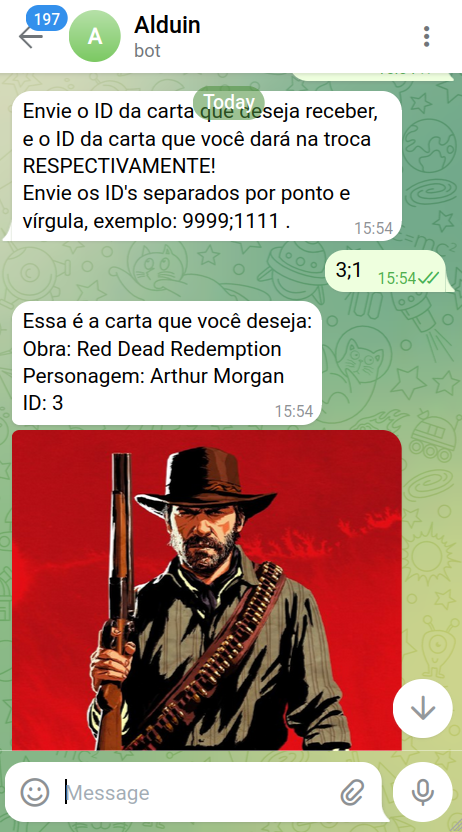 197
Alduin
A
bot
Today
Envie o ID da carta que deseja receber,
e o ID da carta que você dará na troca
RESPECTIVAMENTE!
Envie os ID's separados por ponto e
vírgula, exemplo: 9999;1111 .
15:54
3;1
15:54
Essa é a carta que você deseja:
Obra: Red Dead Redemption
Personagem: Arthur Morgan
ID: 3
15:54
Message